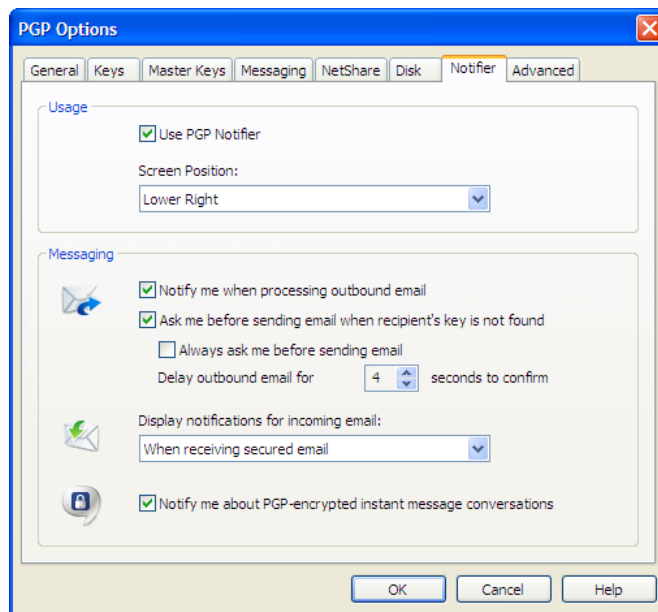 PGP Options
General Keys Master Keys Messaging NetShare Disk Notifier Advanced
Usage
Use PGP Notifier
Screen Position:
Lower Right
Messaging
Notify me when processing outbound email
Ask me before sending email when recipient's key is not found
Always ask me before sending email
Delay outbound email for 4 seconds to confirm
Display notifications for incoming email:
When receiving secured email
Notify me about PGP-encrypted instant message conversations
OK Cancel Help